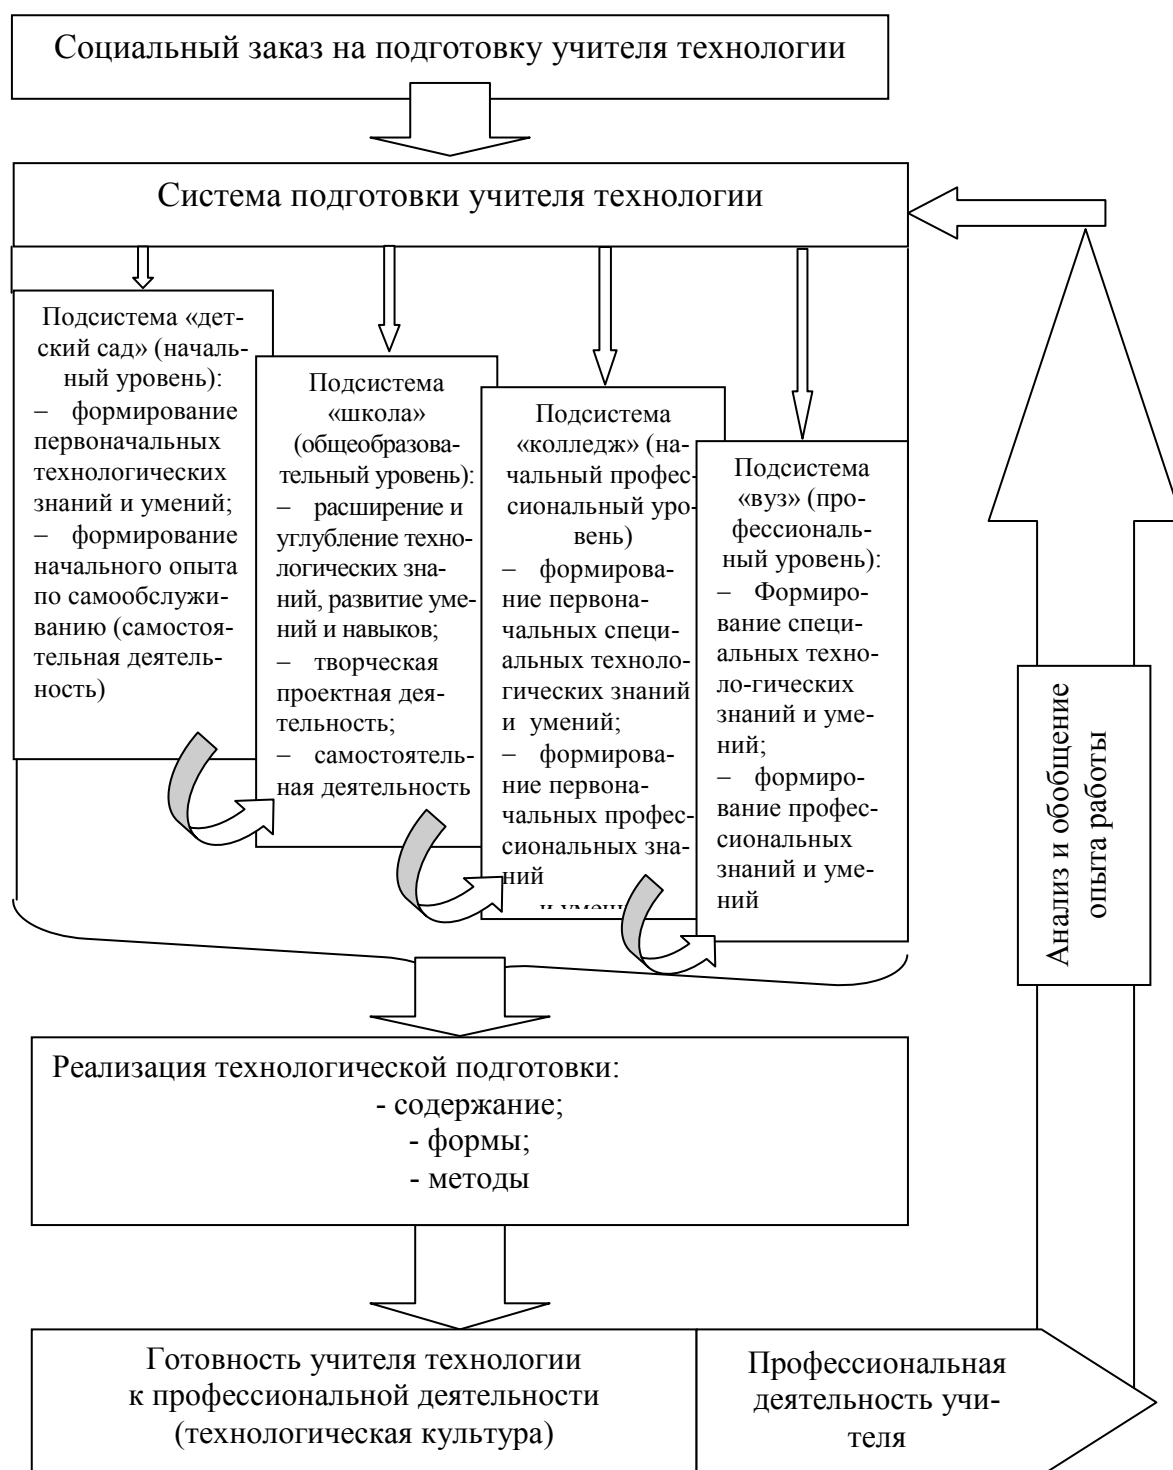 Социальный заказ на подготовку учителя технологии
Система подготовки учителя технологии
Подсистема «дет-
ский сад» (началь-
ный уровень):
– формирование
первоначальных
технологических
знаний и умений;
– формирование
начального опыта
по самообслужи-
ванию (самостоя-
тельная деятель-
ность)
Подсистема
«школа»
(общеобразова-
тельный уровень):
– расширение и
углубление техно-
логических зна-
ний, развитие уме-
ний и навыков;
– творческая
проектная дея-
тельность;
– самостоятель-
ная деятельность
Подсистема
«колледж» (на-
чальный профес-
сиональный уро-
вень)
– формирова-
ние первона-
чальных специ-
альных техноло-
гических знаний
и умений;
– формирова-
ние первона-
чальных профес-
сиональных зна-
ний
и умени
Подсистема
«вуз» (про-
фессиональ-
ный уровень):
– Формиро-
вание специ-
альных техно-
ло-гических
знаний и уме-
ний;
– формиро-
вание профес-
сиональных
знаний и уме-
ний
Реализация технологической подготовки:
- содержание;
- формы;
- методы
Готовность учителя технологии
к профессиональной деятельности
(технологическая культура)
Профессиональная
деятельность учи-
теля
Анализ и обобщение
опыта работы